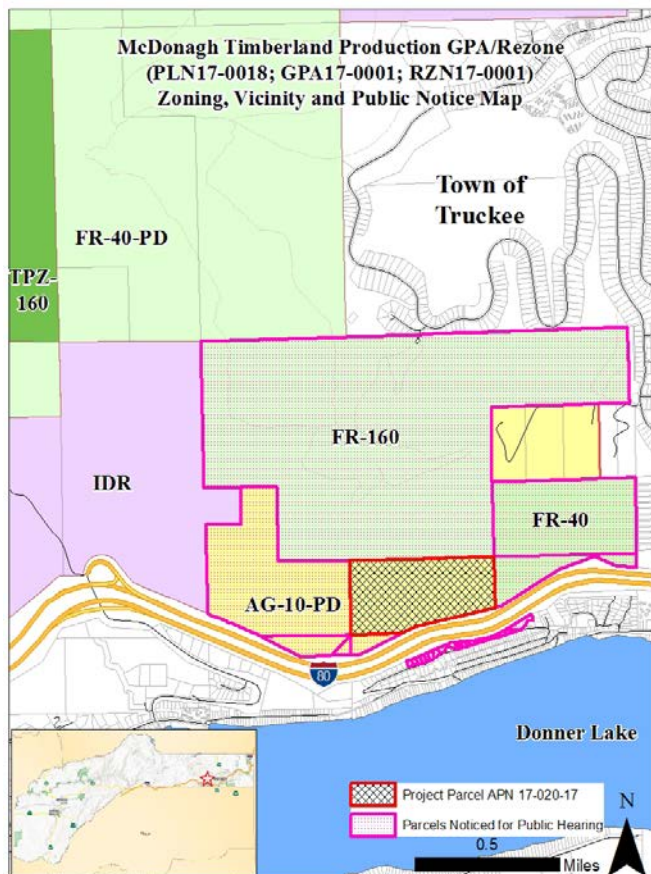 McDonagh Timberland Production GPA/Rezone
(PLN17-0018; GPA17-0001; RZN17-0001)
Zoning, Vicinity and Public Notice Map
Town of
Truckee
FR-40-PD
TPZ-
160
FR-160
IDR
FR-40
AG-10-PD
80
Donner Lake
Project Parcel APN 17-020-17
Parcels Noticed for Public Hearing
N
0.5
Miles